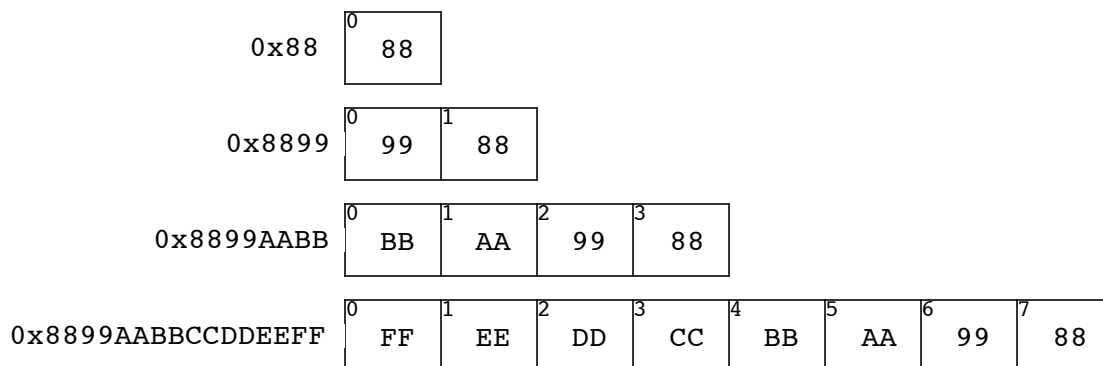 0
0x88 88
0 1
0x8899 99 88
0 1 2 3
0x8899AABB BB AA 99 88
0 1 2 3 4 5 6 7
0x8899AABBCCDDEEFF FF EE DD CC BB AA 99 88